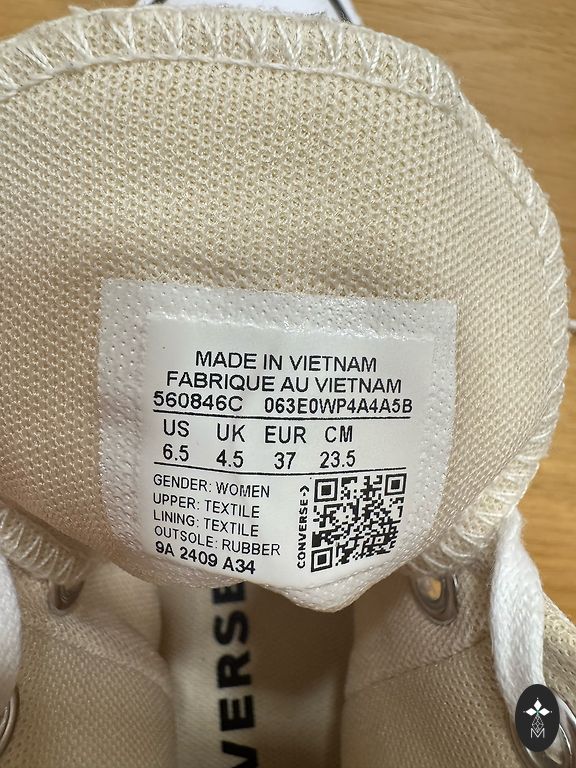 MADE IN VIETNAM
FABRIQUE AU VIETNAM
560846C 063E0WP4A4A5B
US UK EUR CM
6.5 4.5 37 23.5
GENDER: WOMEN
UPPER: TEXTILE
LINING: TEXTILE
OUTSOLE: RUBBER
9A 2409 A34
CONVERSE
VERSE
M